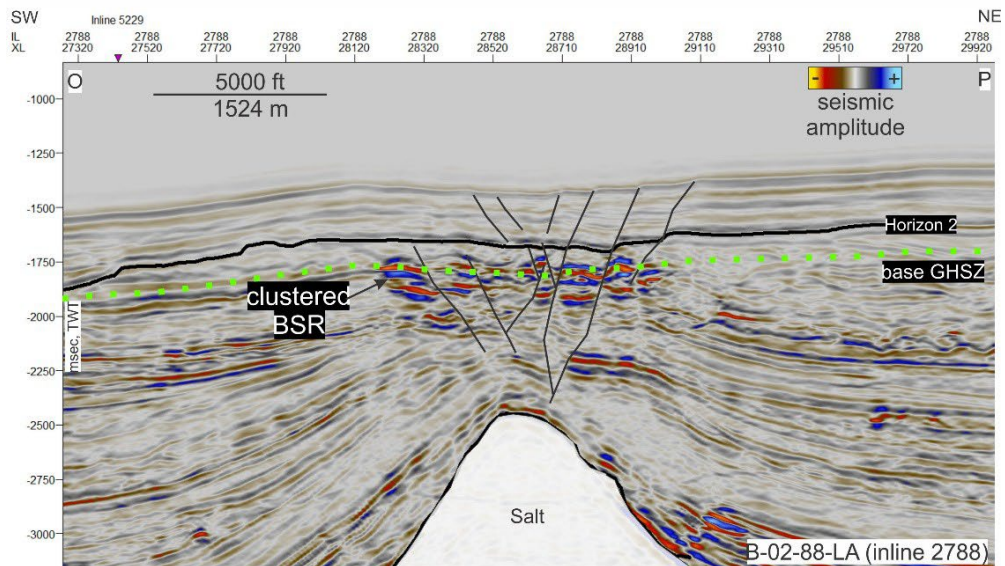 SW
NE
Inline 5229
IL 2788 2788 2788 2788 2788 2788 2788 2788 2788 2788 2788 2788 2788 2788
XL 27320 27520 27720 27920 28120 28320 28520 28710 28910 29110 29310 29510 29720 29920
O
P
5000 ft
1524 m
- +
seismic
amplitude
-1000
-1250
-1500
Horizon 2
-1750
base GHSZ
clustered
BSR
-2000
msec, TWT
-2250
-2500
-2750
Salt
-3000
B-02-88-LA (inline 2788)